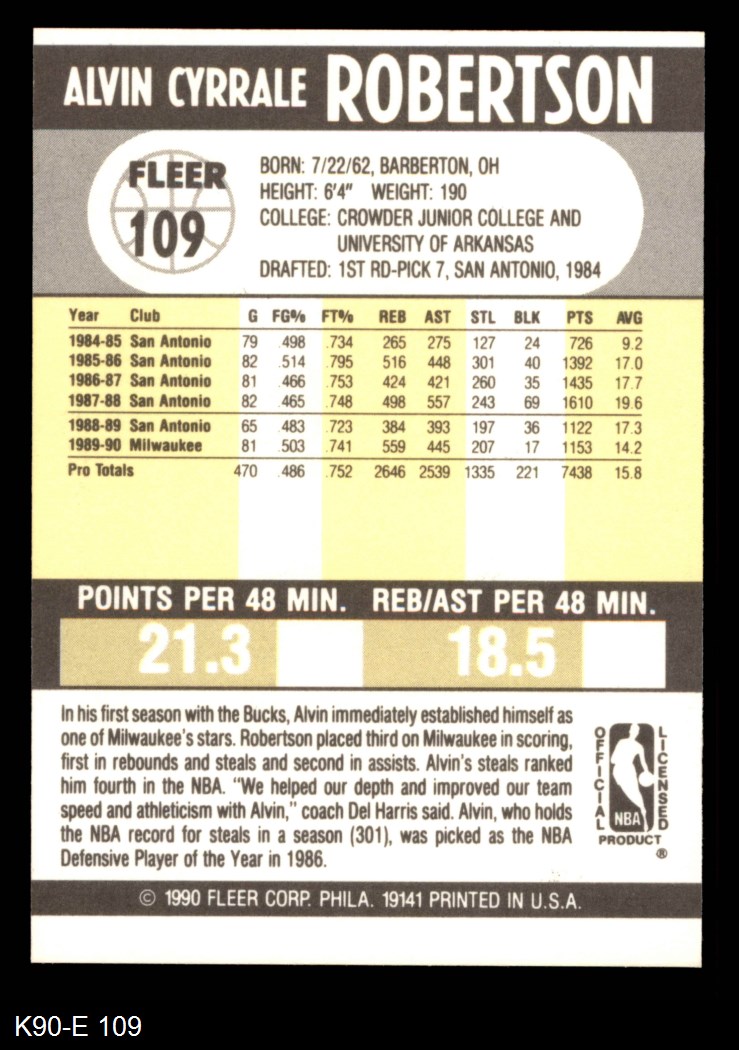 ALVIN CYRRALE ROBERTSON
FLEER
109
BORN: 7/22/62, BARBERTON, OH
HEIGHT: 6'4" WEIGHT: 190
COLLEGE: CROWDER JUNIOR COLLEGE AND
UNIVERSITY OF ARKANSAS
DRAFTED: 1ST RD-PICK 7, SAN ANTONIO, 1984
Year Club G FG% FT% REB AST STL BLK PTS AVG
1984-85 San Antonio 79 .498 .734 265 275 127 24 726 9.2
1985-86 San Antonio 82 .514 .795 516 448 301 40 1392 17.0
1986-87 San Antonio 81 .466 .753 424 421 260 35 1435 17.7
1987-88 San Antonio 82 .465 .748 498 557 243 69 1610 19.6
1988-89 San Antonio 65 .483 .723 384 393 197 36 1122 17.3
1989-90 Milwaukee 81 .503 .741 559 445 207 17 1153 14.2
Pro Totals 470 .486 .752 2646 2539 1335 221 7438 15.8
POINTS PER 48 MIN. REB/AST PER 48 MIN.
21.3 18.5
In his first season with the Bucks, Alvin immediately established himself as
one of Milwaukee's stars. Robertson placed third on Milwaukee in scoring,
first in rebounds and steals and second in assists. Alvin's steals ranked
him fourth in the NBA. "We helped our depth and improved our team
speed and athleticism with Alvin," coach Del Harris said. Alvin, who holds
the NBA record for steals in a season (301), was picked as the NBA
Defensive Player of the Year in 1986.
OFFICIAL
LICENSED
NBA
PRODUCT
®
© 1990 FLEER CORP. PHILA. 19141 PRINTED IN U.S.A.
K90-E 109